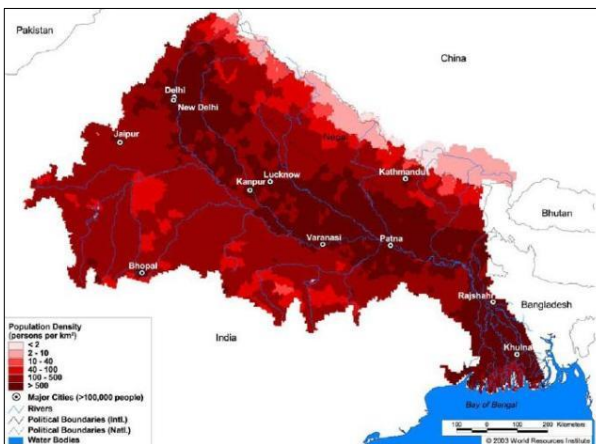 Pakistan
China
Delhi
New Delhi
Jaipur
Nepal
Lucknow
Kathmandu
Kanpur
Bhutan
Varanasi
Patna
Bhopal
Rajshahi
Bangladesh
India
Khulna
Bay of Bengal
Population Density
(persons per km²)
< 2
2 - 10
10 - 40
40 - 100
100 - 500
> 500
Major Cities (>100,000 people)
Rivers
Political Boundaries (Intl.)
Political Boundaries (Natl.)
Water Bodies
100 0 100 200 Kilometers
© 2003 World Resources Institute